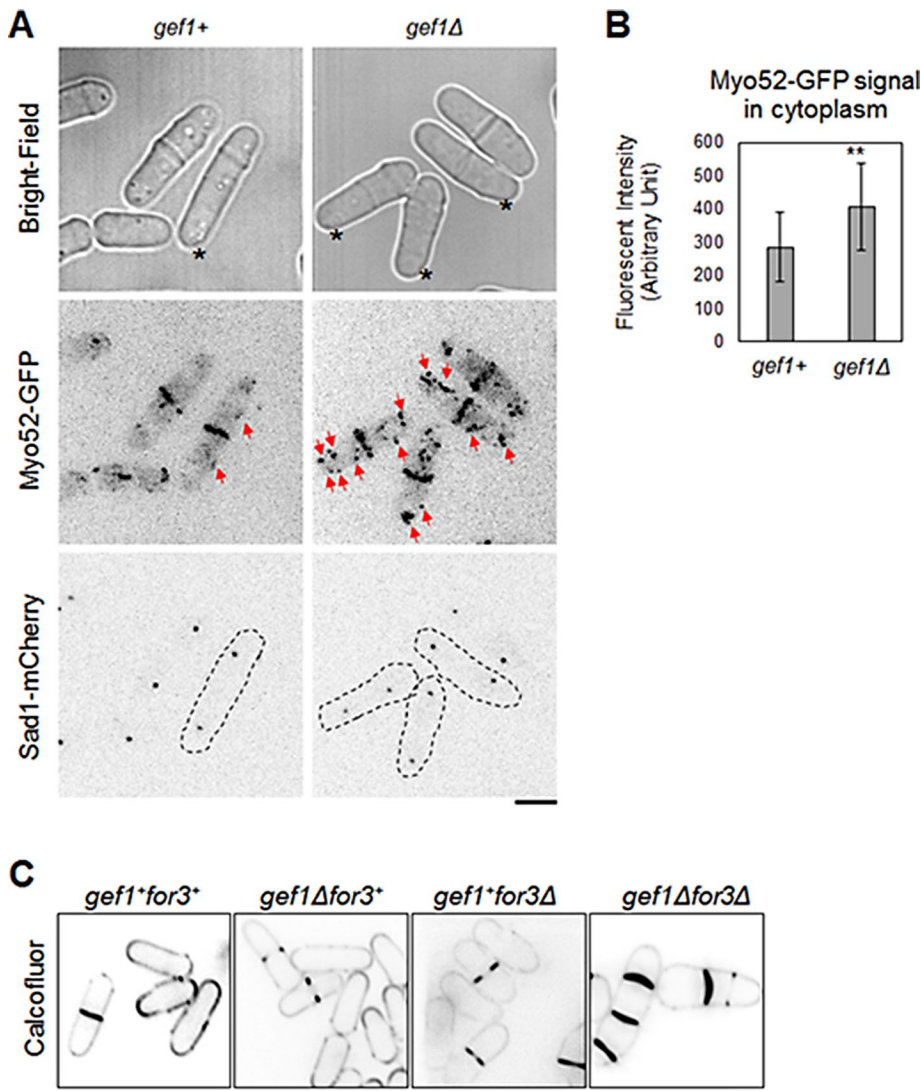 A
gef1+
gef1Δ
Bright-Field
*
*
*
*
Myo52-GFP
Sad1-mCherry
B
Myo52-GFP signal
in cytoplasm
Fluorescent Intensity
(Arbitrary Unit)
600
500
400
300
200
100
0
**
gef1+
gef1Δ
C
gef1⁺for3⁺
gef1Δfor3⁺
gef1⁺for3Δ
gef1Δfor3Δ
Calcofluor